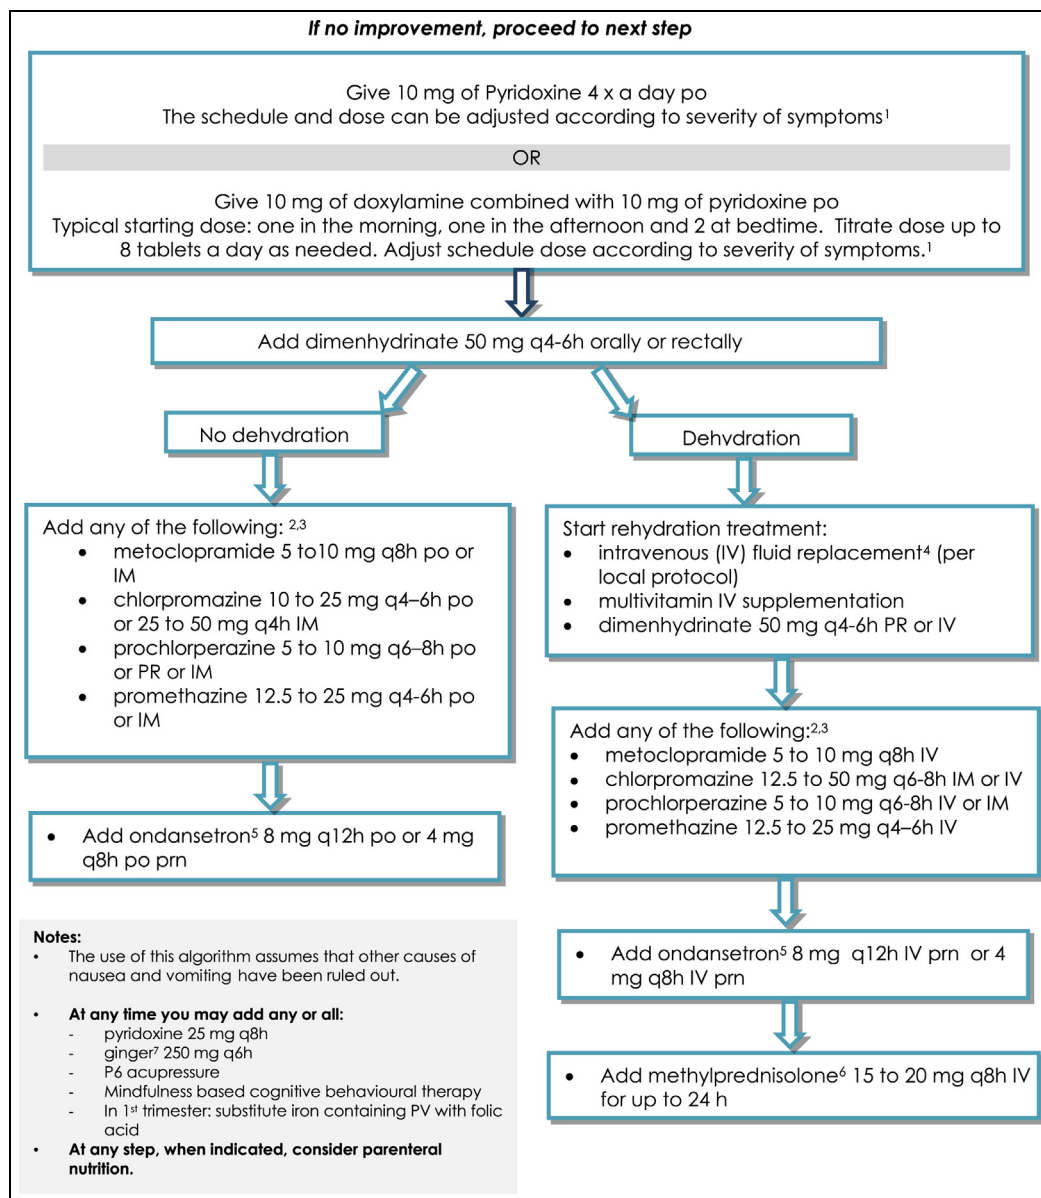 If no improvement, proceed to next step
Give 10 mg of Pyridoxine 4 x a day po
The schedule and dose can be adjusted according to severity of symptoms¹
OR
Give 10 mg of doxylamine combined with 10 mg of pyridoxine po
Typical starting dose: one in the morning, one in the afternoon and 2 at bedtime. Titrate dose up to
8 tablets a day as needed. Adjust schedule dose according to severity of symptoms.¹
Add dimenhydrinate 50 mg q4-6h orally or rectally
No dehydration
Add any of the following: ²,³
• metoclopramide 5 to10 mg q8h po or
IM
• chlorpromazine 10 to 25 mg q4–6h po
or 25 to 50 mg q4h IM
• prochlorperazine 5 to 10 mg q6–8h po
or PR or IM
• promethazine 12.5 to 25 mg q4-6h po
or IM
• Add ondansetron⁵ 8 mg q12h po or 4 mg
q8h po prn
Dehydration
Start rehydration treatment:
• intravenous (IV) fluid replacement⁴ (per
local protocol)
• multivitamin IV supplementation
• dimenhydrinate 50 mg q4-6h PR or IV
Add any of the following:²,³
• metoclopramide 5 to 10 mg q8h IV
• chlorpromazine 12.5 to 50 mg q6-8h IM or IV
• prochlorperazine 5 to 10 mg q6-8h IV or IM
• promethazine 12.5 to 25 mg q4–6h IV
• Add ondansetron⁵ 8 mg q12h IV prn or 4
mg q8h IV prn
• Add methylprednisolone⁶ 15 to 20 mg q8h IV
for up to 24 h
Notes:
• The use of this algorithm assumes that other causes of
nausea and vomiting have been ruled out.
• At any time you may add any or all:
- pyridoxine 25 mg q8h
- ginger⁷ 250 mg q6h
- P6 acupressure
- Mindfulness based cognitive behavioural therapy
- In 1st trimester: substitute iron containing PV with folic
acid
• At any step, when indicated, consider parenteral
nutrition.